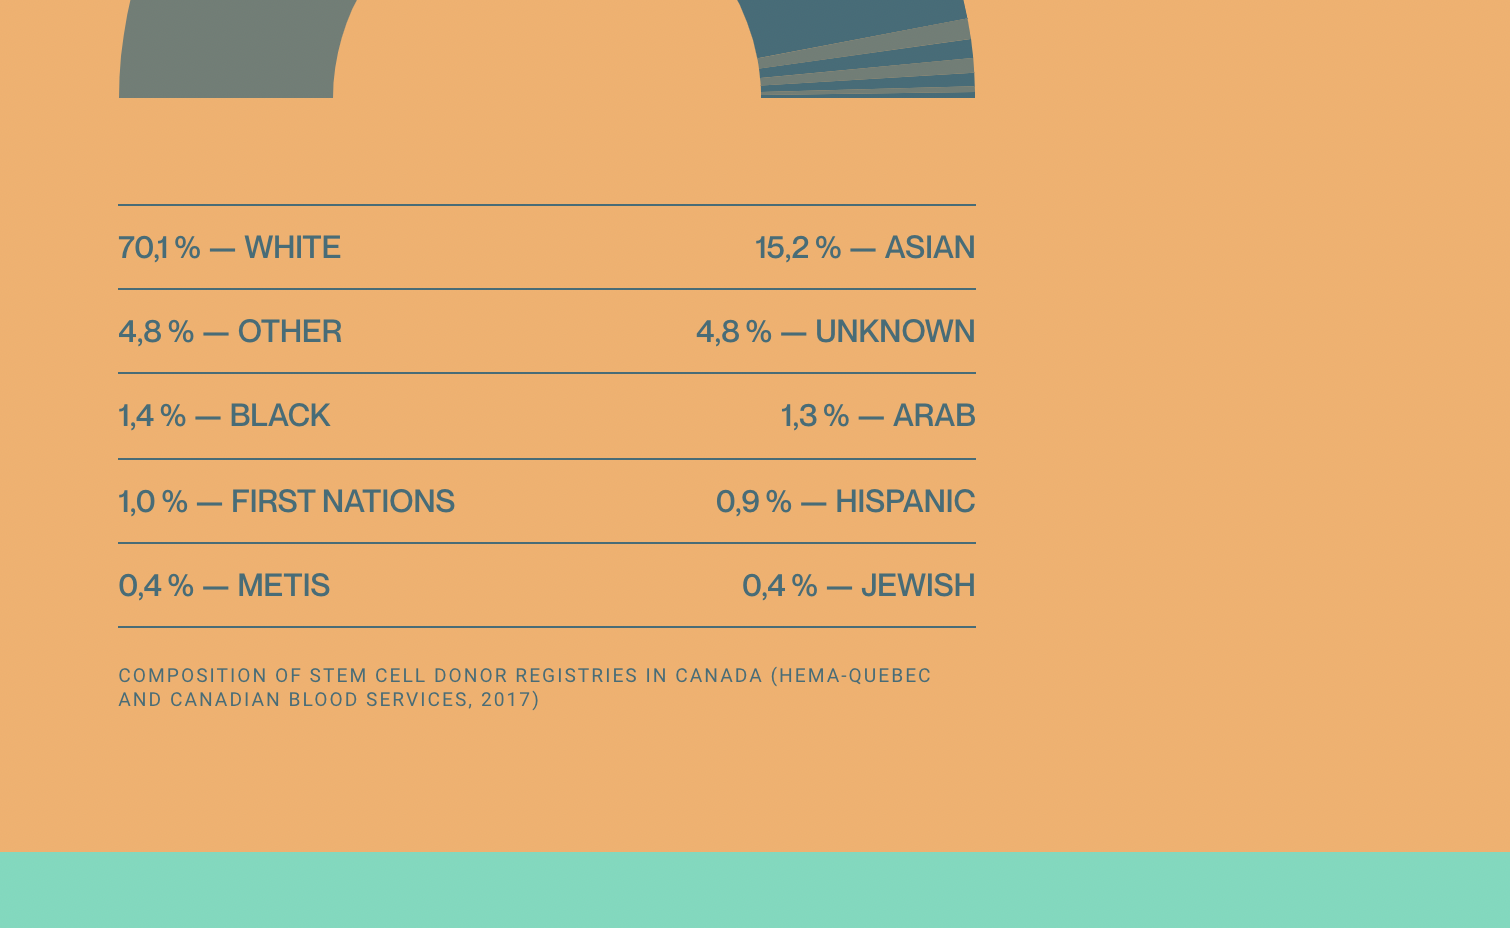 70,1 % — WHITE 15,2 % — ASIAN
4,8 % — OTHER 4,8 % — UNKNOWN
1,4 % — BLACK 1,3 % — ARAB
1,0 % — FIRST NATIONS 0,9 % — HISPANIC
0,4 % — METIS 0,4 % — JEWISH
COMPOSITION OF STEM CELL DONOR REGISTRIES IN CANADA (HEMA-QUEBEC
AND CANADIAN BLOOD SERVICES, 2017)